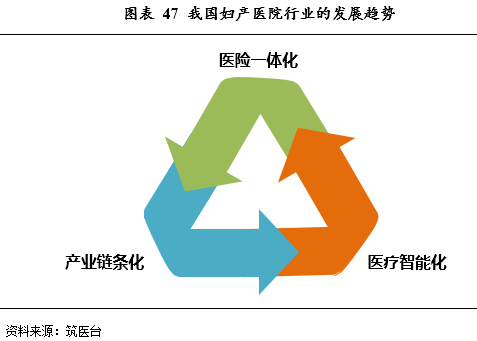 图表 47 我国妇产医院行业的发展趋势
医险一体化
产业链条化
医疗智能化
资料来源：筑医台